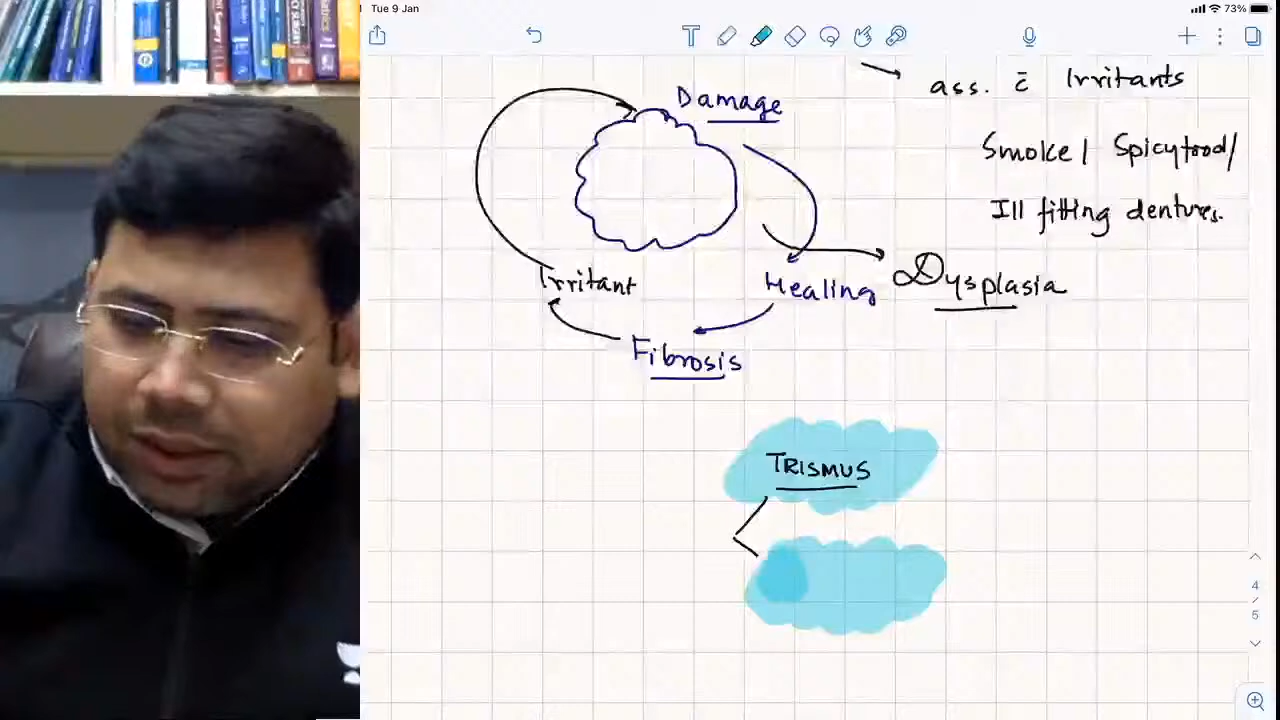 Tue 9 Jan
73%
ass. c̄ Irritants
Damage
Smoke / Spicy food /
Ill fitting dentures.
Irritant
Healing
Dysplasia
Fibrosis
TRISMUS
4
/
5